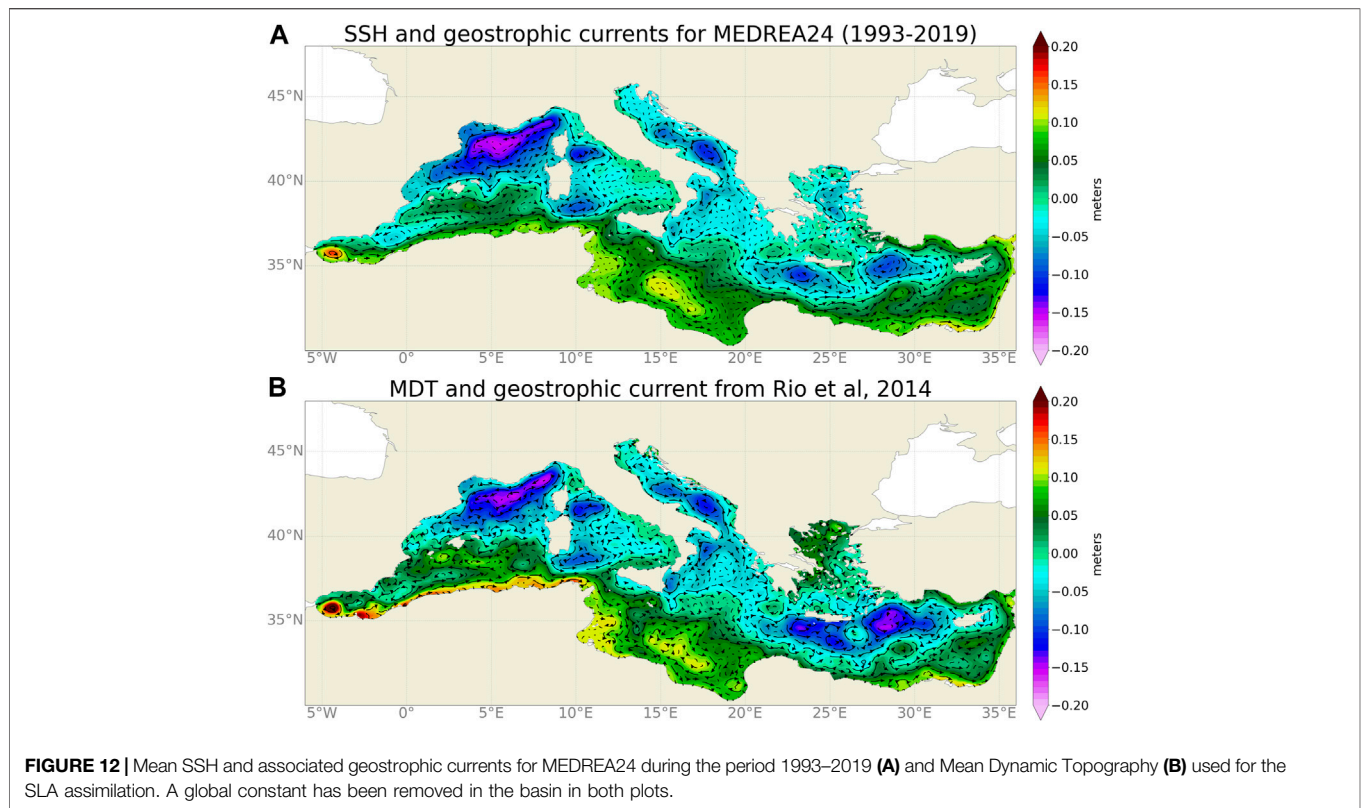 A
SSH and geostrophic currents for MEDREA24 (1993-2019)
45°N
40°N
35°N
5°W 0° 5°E 10°E 15°E 20°E 25°E 30°E 35°E
0.20
0.15
0.10
0.05
0.00
−0.05
−0.10
−0.15
−0.20
meters
B
MDT and geostrophic current from Rio et al, 2014
45°N
40°N
35°N
5°W 0° 5°E 10°E 15°E 20°E 25°E 30°E 35°E
0.20
0.15
0.10
0.05
0.00
−0.05
−0.10
−0.15
−0.20
meters
FIGURE 12 | Mean SSH and associated geostrophic currents for MEDREA24 during the period 1993–2019 (A) and Mean Dynamic Topography (B) used for the
SLA assimilation. A global constant has been removed in the basin in both plots.